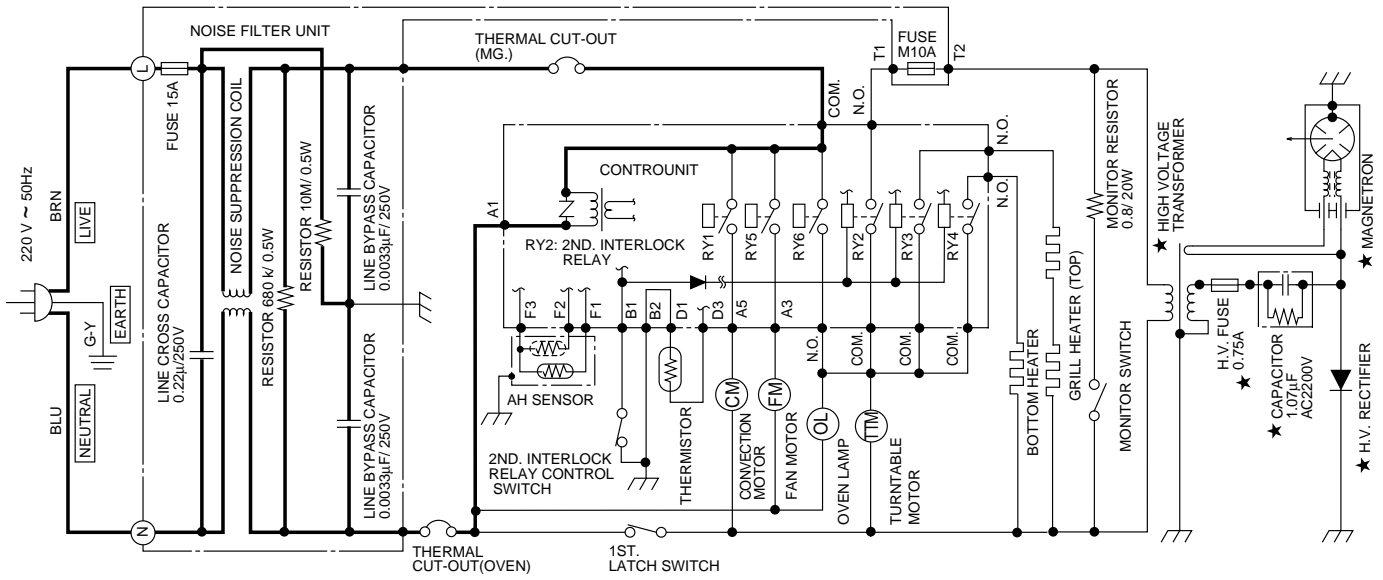 NOISE FILTER UNIT
THERMAL CUT-OUT
(MG.)
FUSE
M10A
T1
T2
L
FUSE 15A
COM.
N.O.
220 V ~ 50Hz
BRN
LIVE
G-Y
EARTH
BLU
NEUTRAL
LINE CROSS CAPACITOR
0.22µ/250V
NOISE SUPPRESSION COIL
RESISTOR 680 k/ 0.5W
RESISTOR 10M/ 0.5W
LINE BYPASS CAPACITOR
0.0033µF/ 250V
LINE BYPASS CAPACITOR
0.0033µF/ 250V
N
CONTROUNIT
A1
RY2: 2ND. INTERLOCK
RELAY
RY1
RY5
RY6
RY2
RY3
RY4
N.O.
N.O.
F3
F2
F1
B1
B2
D1
D3
A5
A3
N.O.
COM.
COM.
COM.
AH SENSOR
2ND. INTERLOCK
RELAY CONTROL
SWITCH
THERMISTOR
CM
CONVECTION
MOTOR
FM
FAN MOTOR
OL
OVEN LAMP
TTM
TURNTABLE
MOTOR
BOTTOM HEATER
GRILL HEATER (TOP)
MONITOR RESISTOR
0.8/ 20W
MONITOR SWITCH
★ HIGH VOLTAGE
TRANSFORMER
H.V. FUSE
0.75A
★
★ CAPACITOR
1.07µF
AC2200V
★ MAGNETRON
★ H.V. RECTIFIER
THERMAL
CUT-OUT(OVEN)
1ST.
LATCH SWITCH